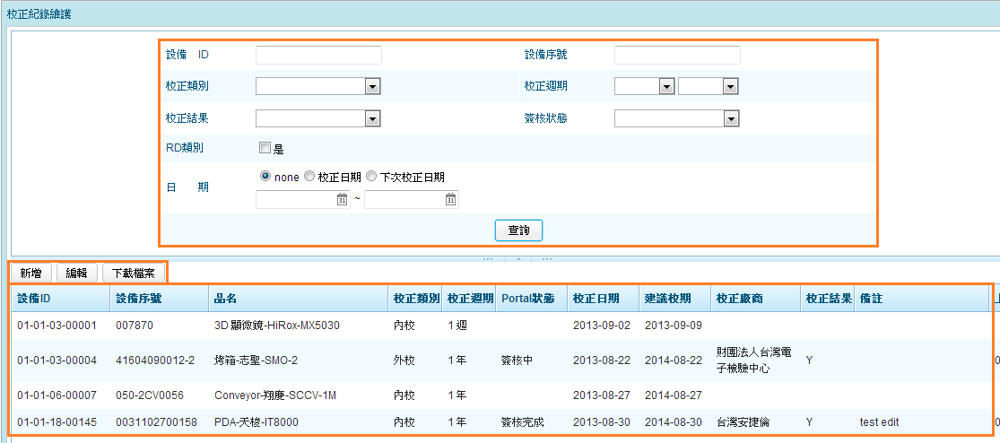 校正紀錄維護
設備 ID 設備序號
校正類別 校正週期
校正結果 簽核狀態
RD類別 是
日 期 none 校正日期 下次校正日期
31 ~ 31
查詢
新增 編輯 下載檔案
設備ID 設備序號 品名 校正類別 校正週期 Portal狀態 校正日期 建議校期 校正廠商 校正結果 備註
01-01-03-00001 007870 3D 顯微鏡-HiRox-MX5030 內校 1 週 2013-09-02 2013-09-09
01-01-03-00004 41604090012-2 烤箱-志聖-SMO-2 外校 1 年 簽核中 2013-08-22 2014-08-22 財團法人台灣電子檢驗中心 Y
01-01-06-00007 050-2CV0056 Conveyor-翔慶-SCCV-1M 內校 1 年 2013-08-27 2014-08-27
01-01-18-00145 0031102700158 PDA-天梭-IT8000 內校 1 年 簽核完成 2013-08-30 2014-08-30 台灣安捷倫 Y test edit